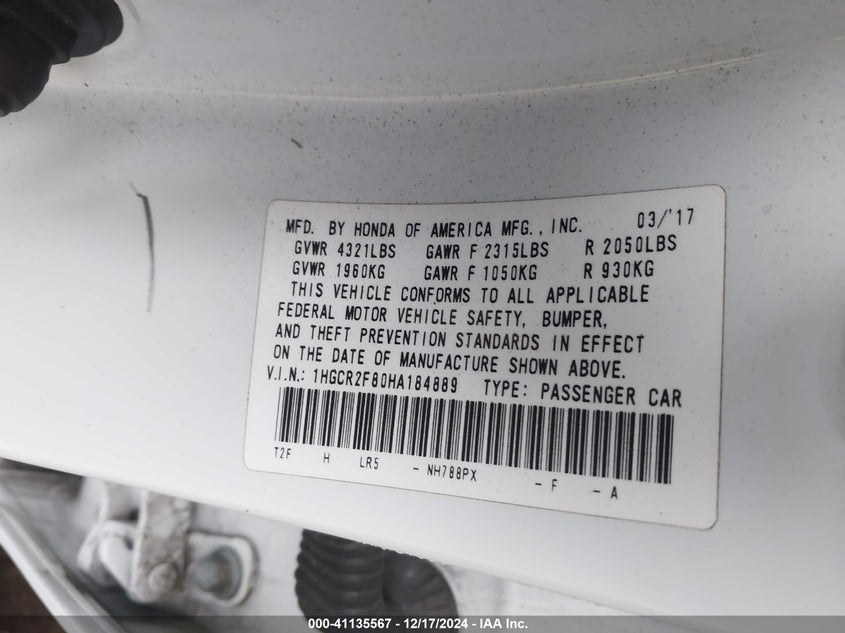 MFD. BY HONDA OF AMERICA MFG., INC. 03/'17
GVWR 4321LBS GAWR F 2315LBS R 2050LBS
GVWR 1960KG GAWR F 1050KG R 930KG
THIS VEHICLE CONFORMS TO ALL APPLICABLE
FEDERAL MOTOR VEHICLE SAFETY, BUMPER,
AND THEFT PREVENTION STANDARDS IN EFFECT
ON THE DATE OF MANUFACTURE SHOWN ABOVE.
V.I.N.: 1HGCR2F80HA184889 TYPE: PASSENGER CAR
T2F H LR5 - NH788PX - F - A
000-41135567 - 12/17/2024 - IAA Inc.